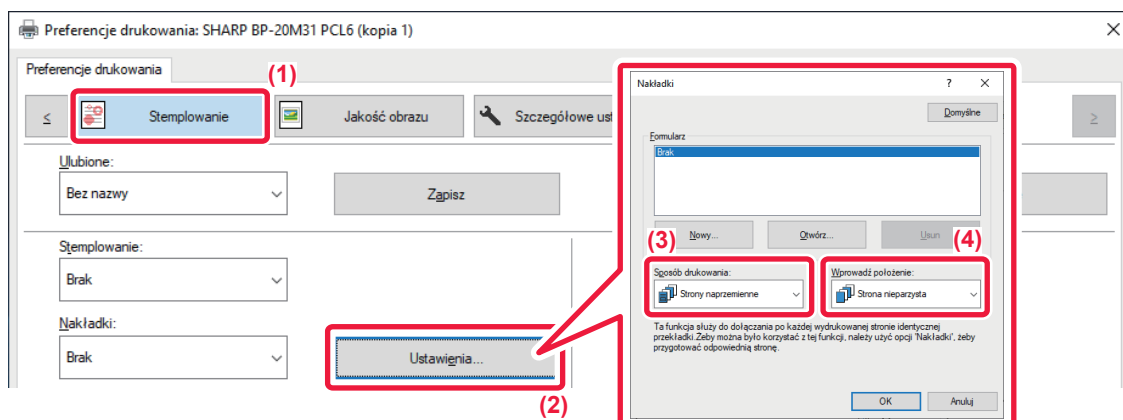 Preferencje drukowania: SHARP BP-20M31 PCL6 (kopia 1)
Preferencje drukowania
(1)
< Stemplowanie Jakość obrazu Szczegółowe ust >
Ulubione:
Bez nazwy
Zapisz
Stemplowanie:
Brak
Nakładki:
Brak
Ustawienia...
(2)
Nakładki ? ×
Domyślne
Formularz
Brak
Nowy... Otwórz... Usun
(3) (4)
Sposób drukowania: Wprowadź położenie:
Strony naprzemienne Strona nieparzysta
Ta funkcja służy do dołączania po każdej wydrukowanej stronie identycznej
przekładki.Zeby można było korzystać z tej funkcji, należy użyć opcji 'Nakładki', żeby
przygotować odpowiednią stronę.
OK Anuluj